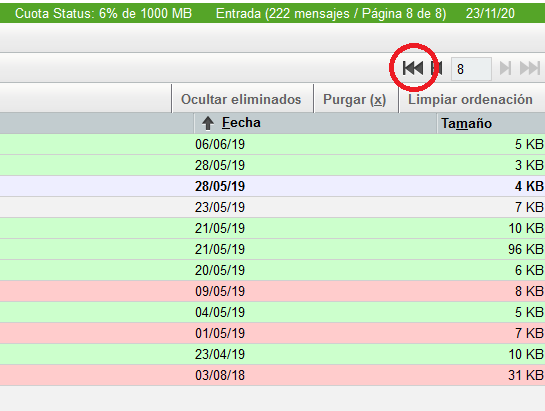 Cuota Status: 6% de 1000 MB Entrada (222 mensajes / Página 8 de 8) 23/11/20
8
Ocultar eliminados Purgar (x) Limpiar ordenación
Fecha Tamaño
06/06/19 5 KB
28/05/19 3 KB
28/05/19 4 KB
23/05/19 7 KB
21/05/19 10 KB
21/05/19 96 KB
20/05/19 6 KB
09/05/19 8 KB
04/05/19 5 KB
01/05/19 7 KB
23/04/19 10 KB
03/08/18 31 KB